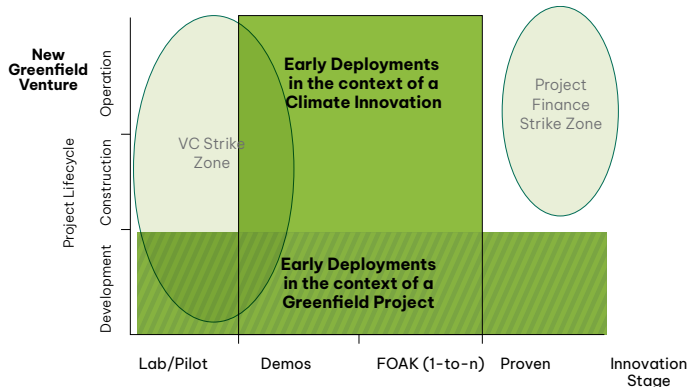 New
Greenfield
Venture
Project Lifecycle
Operation
Construction
Development
VC Strike
Zone
Early Deployments
in the context of a
Climate Innovation
Project
Finance
Strike Zone
Early Deployments
in the context of a
Greenfield Project
Lab/Pilot
Demos
FOAK (1-to-n)
Proven
Innovation
Stage